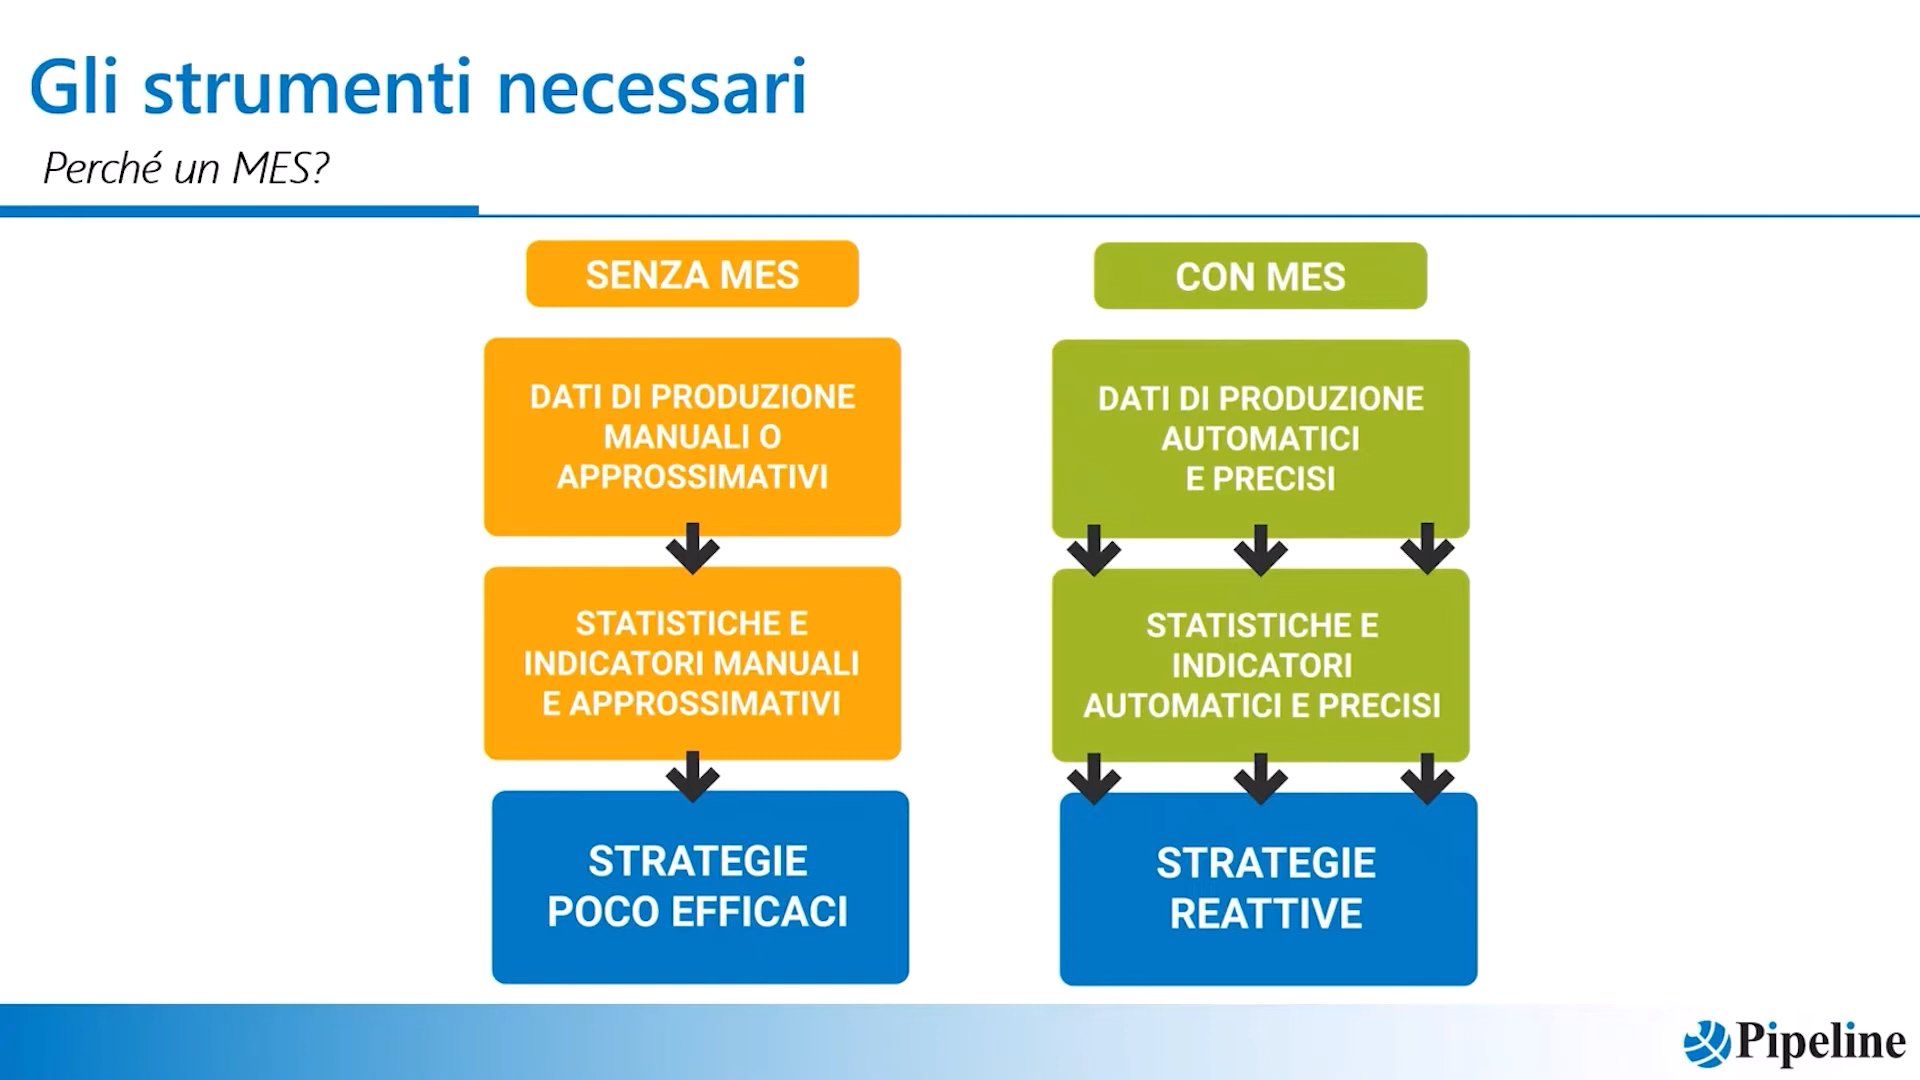 Gli strumenti necessari
Perché un MES?
SENZA MES
DATI DI PRODUZIONE
MANUALI O
APPROSSIMATIVI
STATISTICHE E
INDICATORI MANUALI
E APPROSSIMATIVI
STRATEGIE
POCO EFFICACI
CON MES
DATI DI PRODUZIONE
AUTOMATICI
E PRECISI
STATISTICHE E
INDICATORI
AUTOMATICI E PRECISI
STRATEGIE
REATTIVE
Pipeline